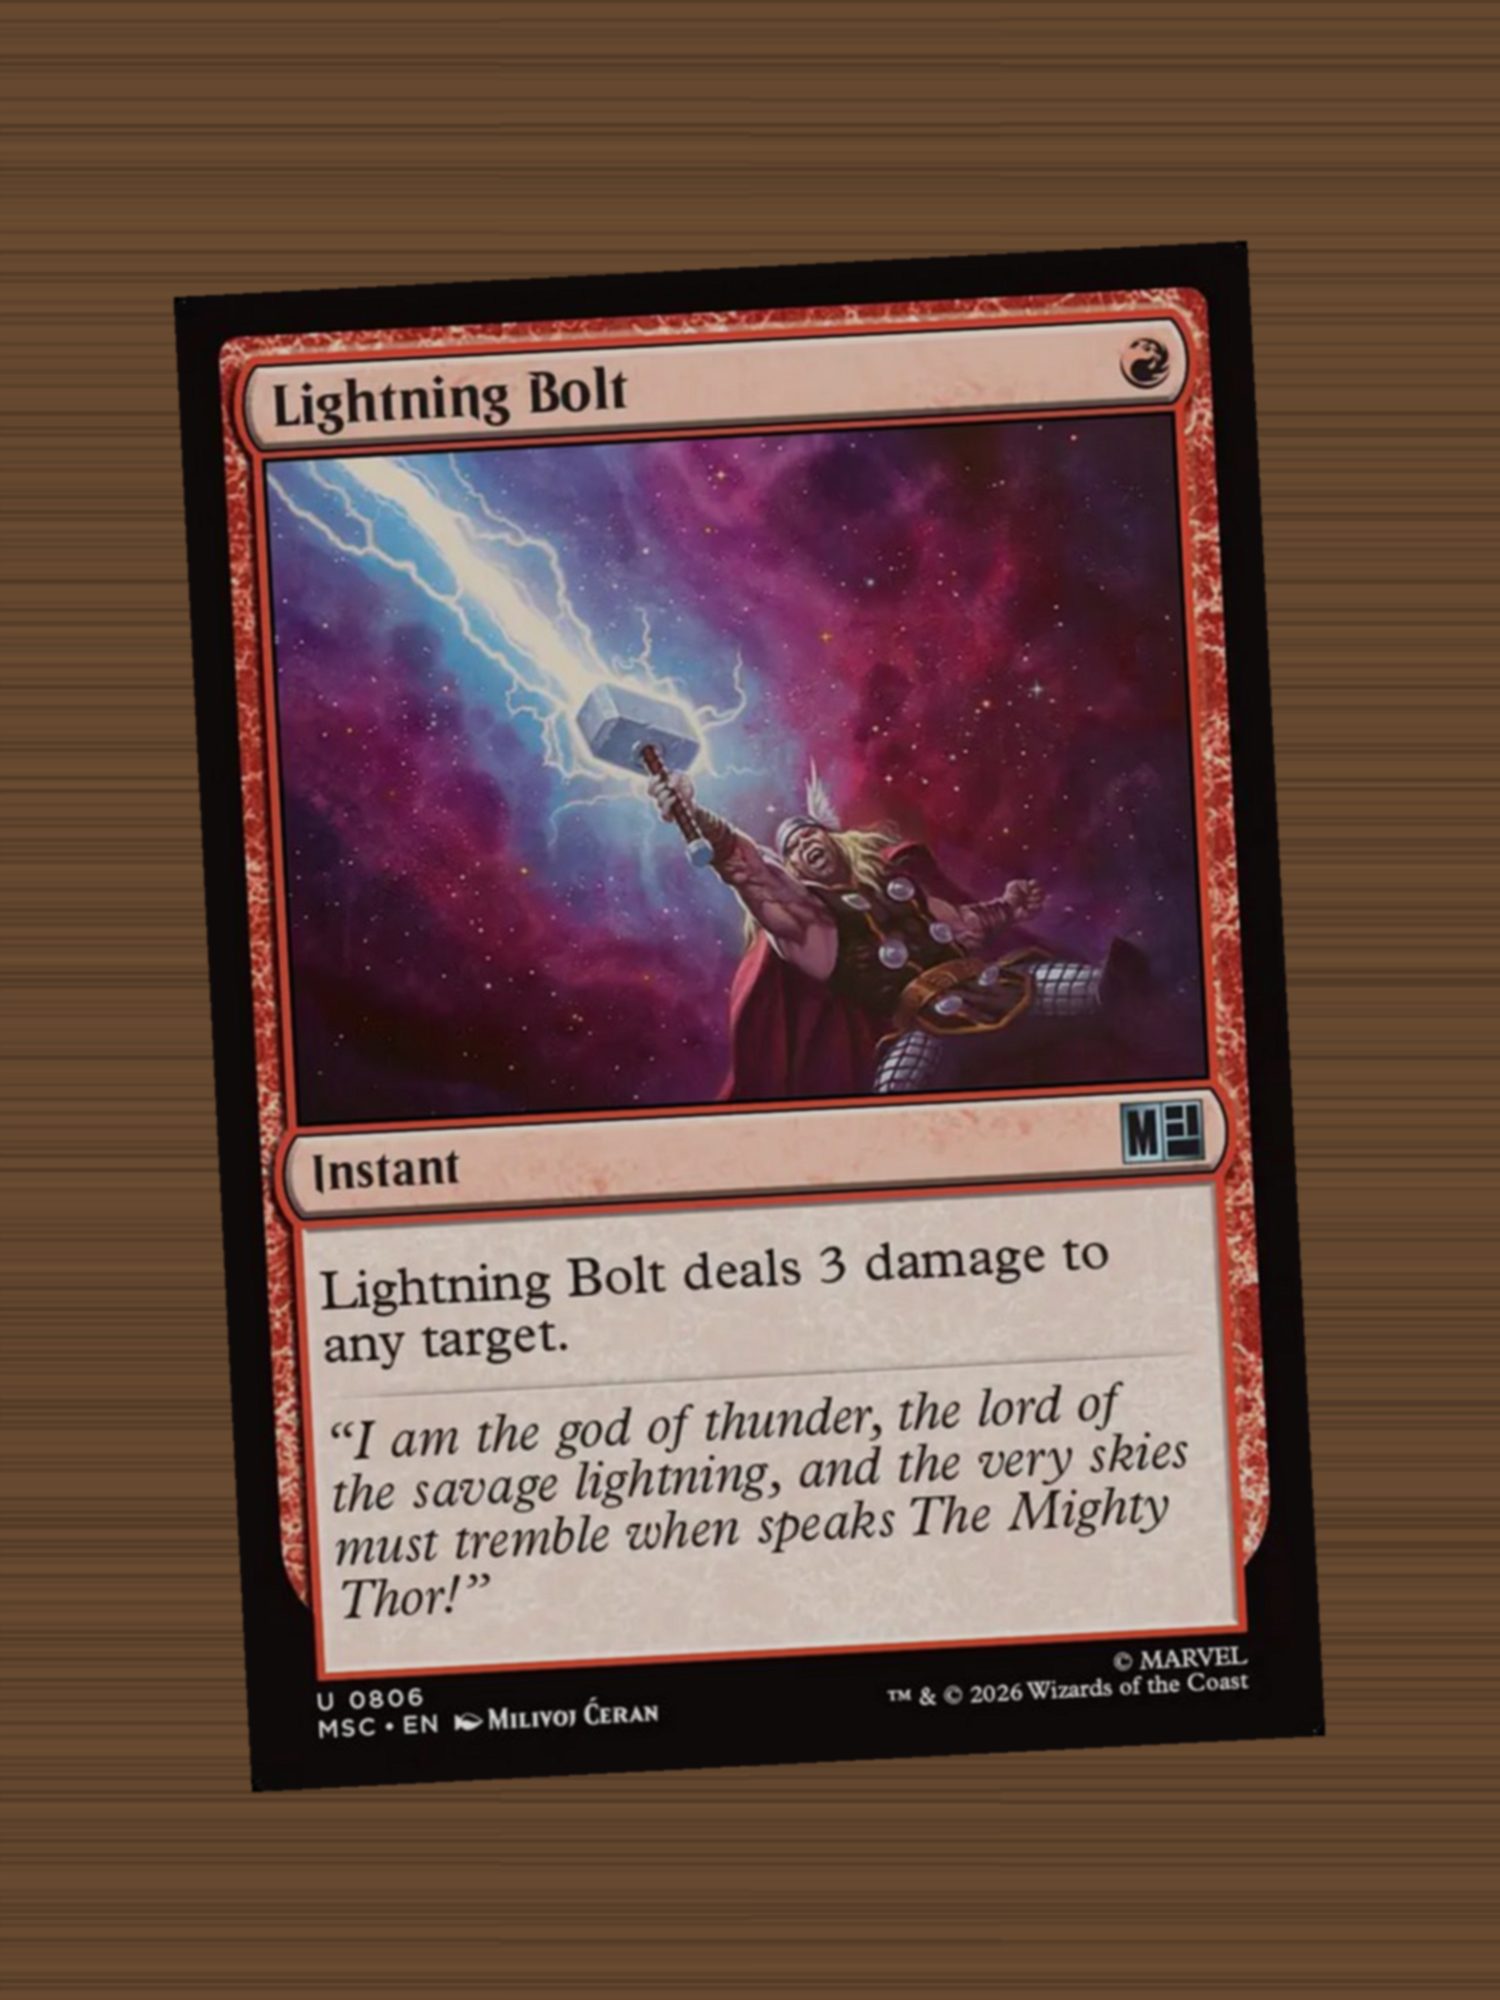 Lightning Bolt
Instant
Lightning Bolt deals 3 damage to
any target.
“I am the god of thunder, the lord of
the savage lightning, and the very skies
must tremble when speaks The Mighty
Thor!”
U 0806
MSC • EN MILIVOJ ĆERAN
© MARVEL
™ & © 2026 Wizards of the Coast